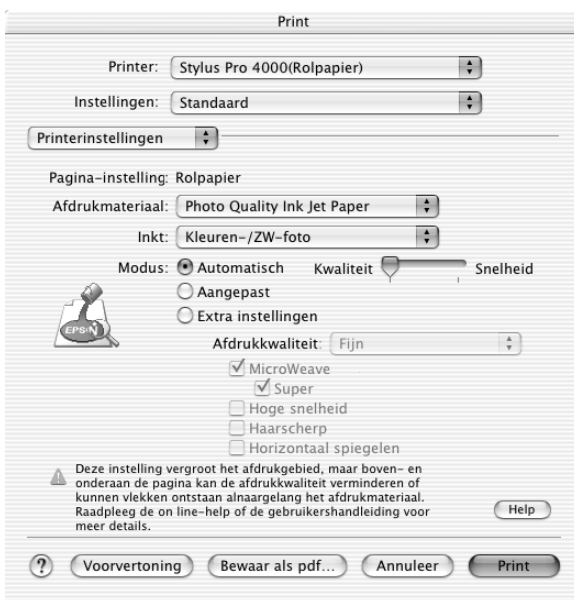 Print
Printer: Stylus Pro 4000(Rolpapier)
Instellingen: Standaard
Printerinstellingen
Pagina-instelling: Rolpapier
Afdrukmateriaal: Photo Quality Ink Jet Paper
Inkt: Kleuren-/ZW-foto
Modus: Automatisch Kwaliteit Snelheid
Aangepast
Extra instellingen
EPSON
Afdrukkwaliteit: Fijn
MicroWeave
Super
Hoge snelheid
Haarscherp
Horizontaal spiegelen
Deze instelling vergroot het afdrukgebied, maar boven- en
onderaan de pagina kan de afdrukkwaliteit verminderen of
kunnen vlekken ontstaan alnaargelang het afdrukmateriaal.
Raadpleeg de on line-help of de gebruikershandleiding voor
meer details.
Help
? Voorvertoning Bewaar als pdf... Annuleer Print